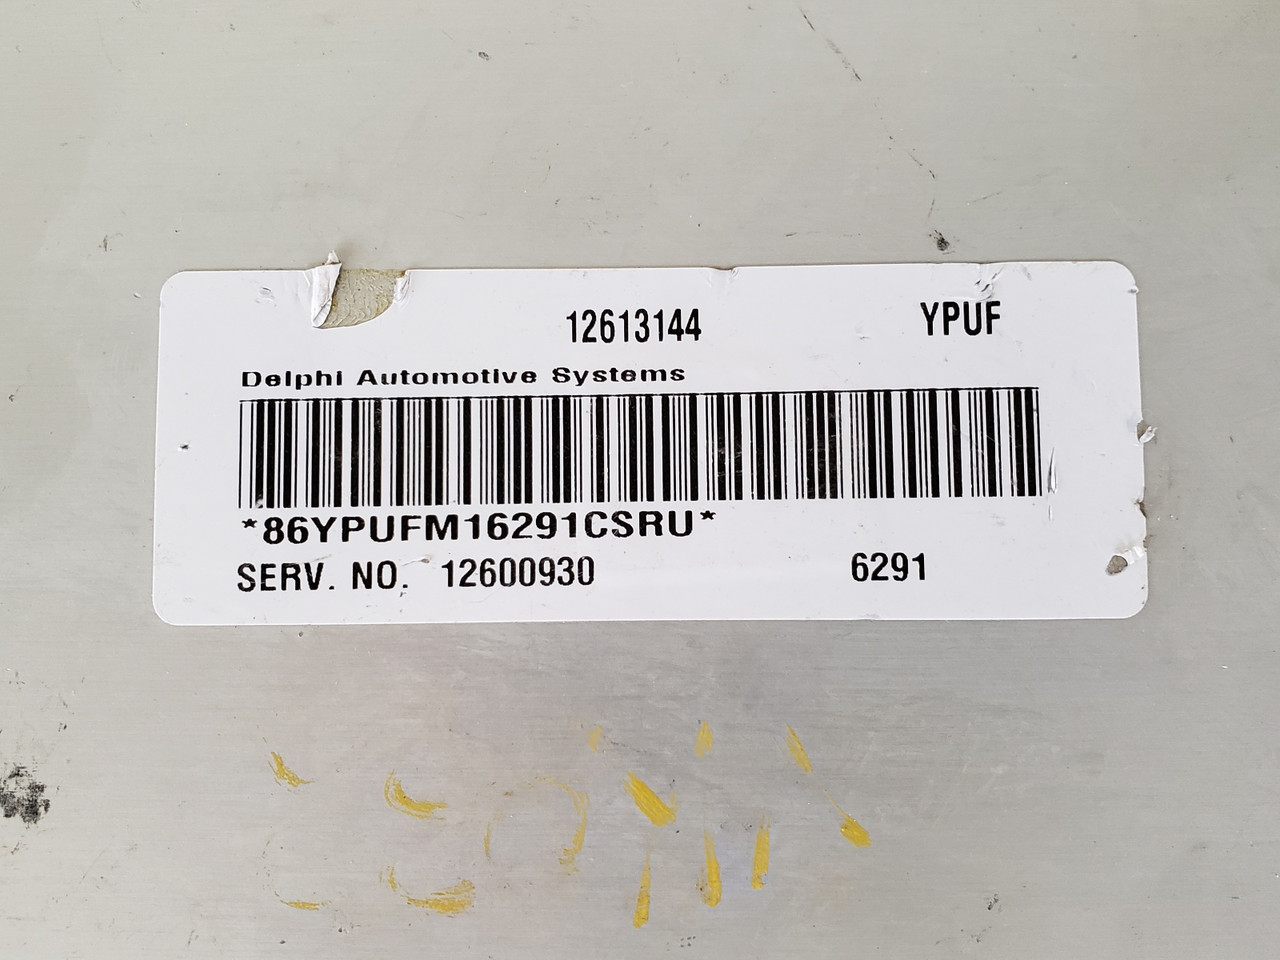 12613144 YPUF
Delphi Automotive Systems
*86YPUFM16291CSRU*
SERV. NO. 12600930 6291